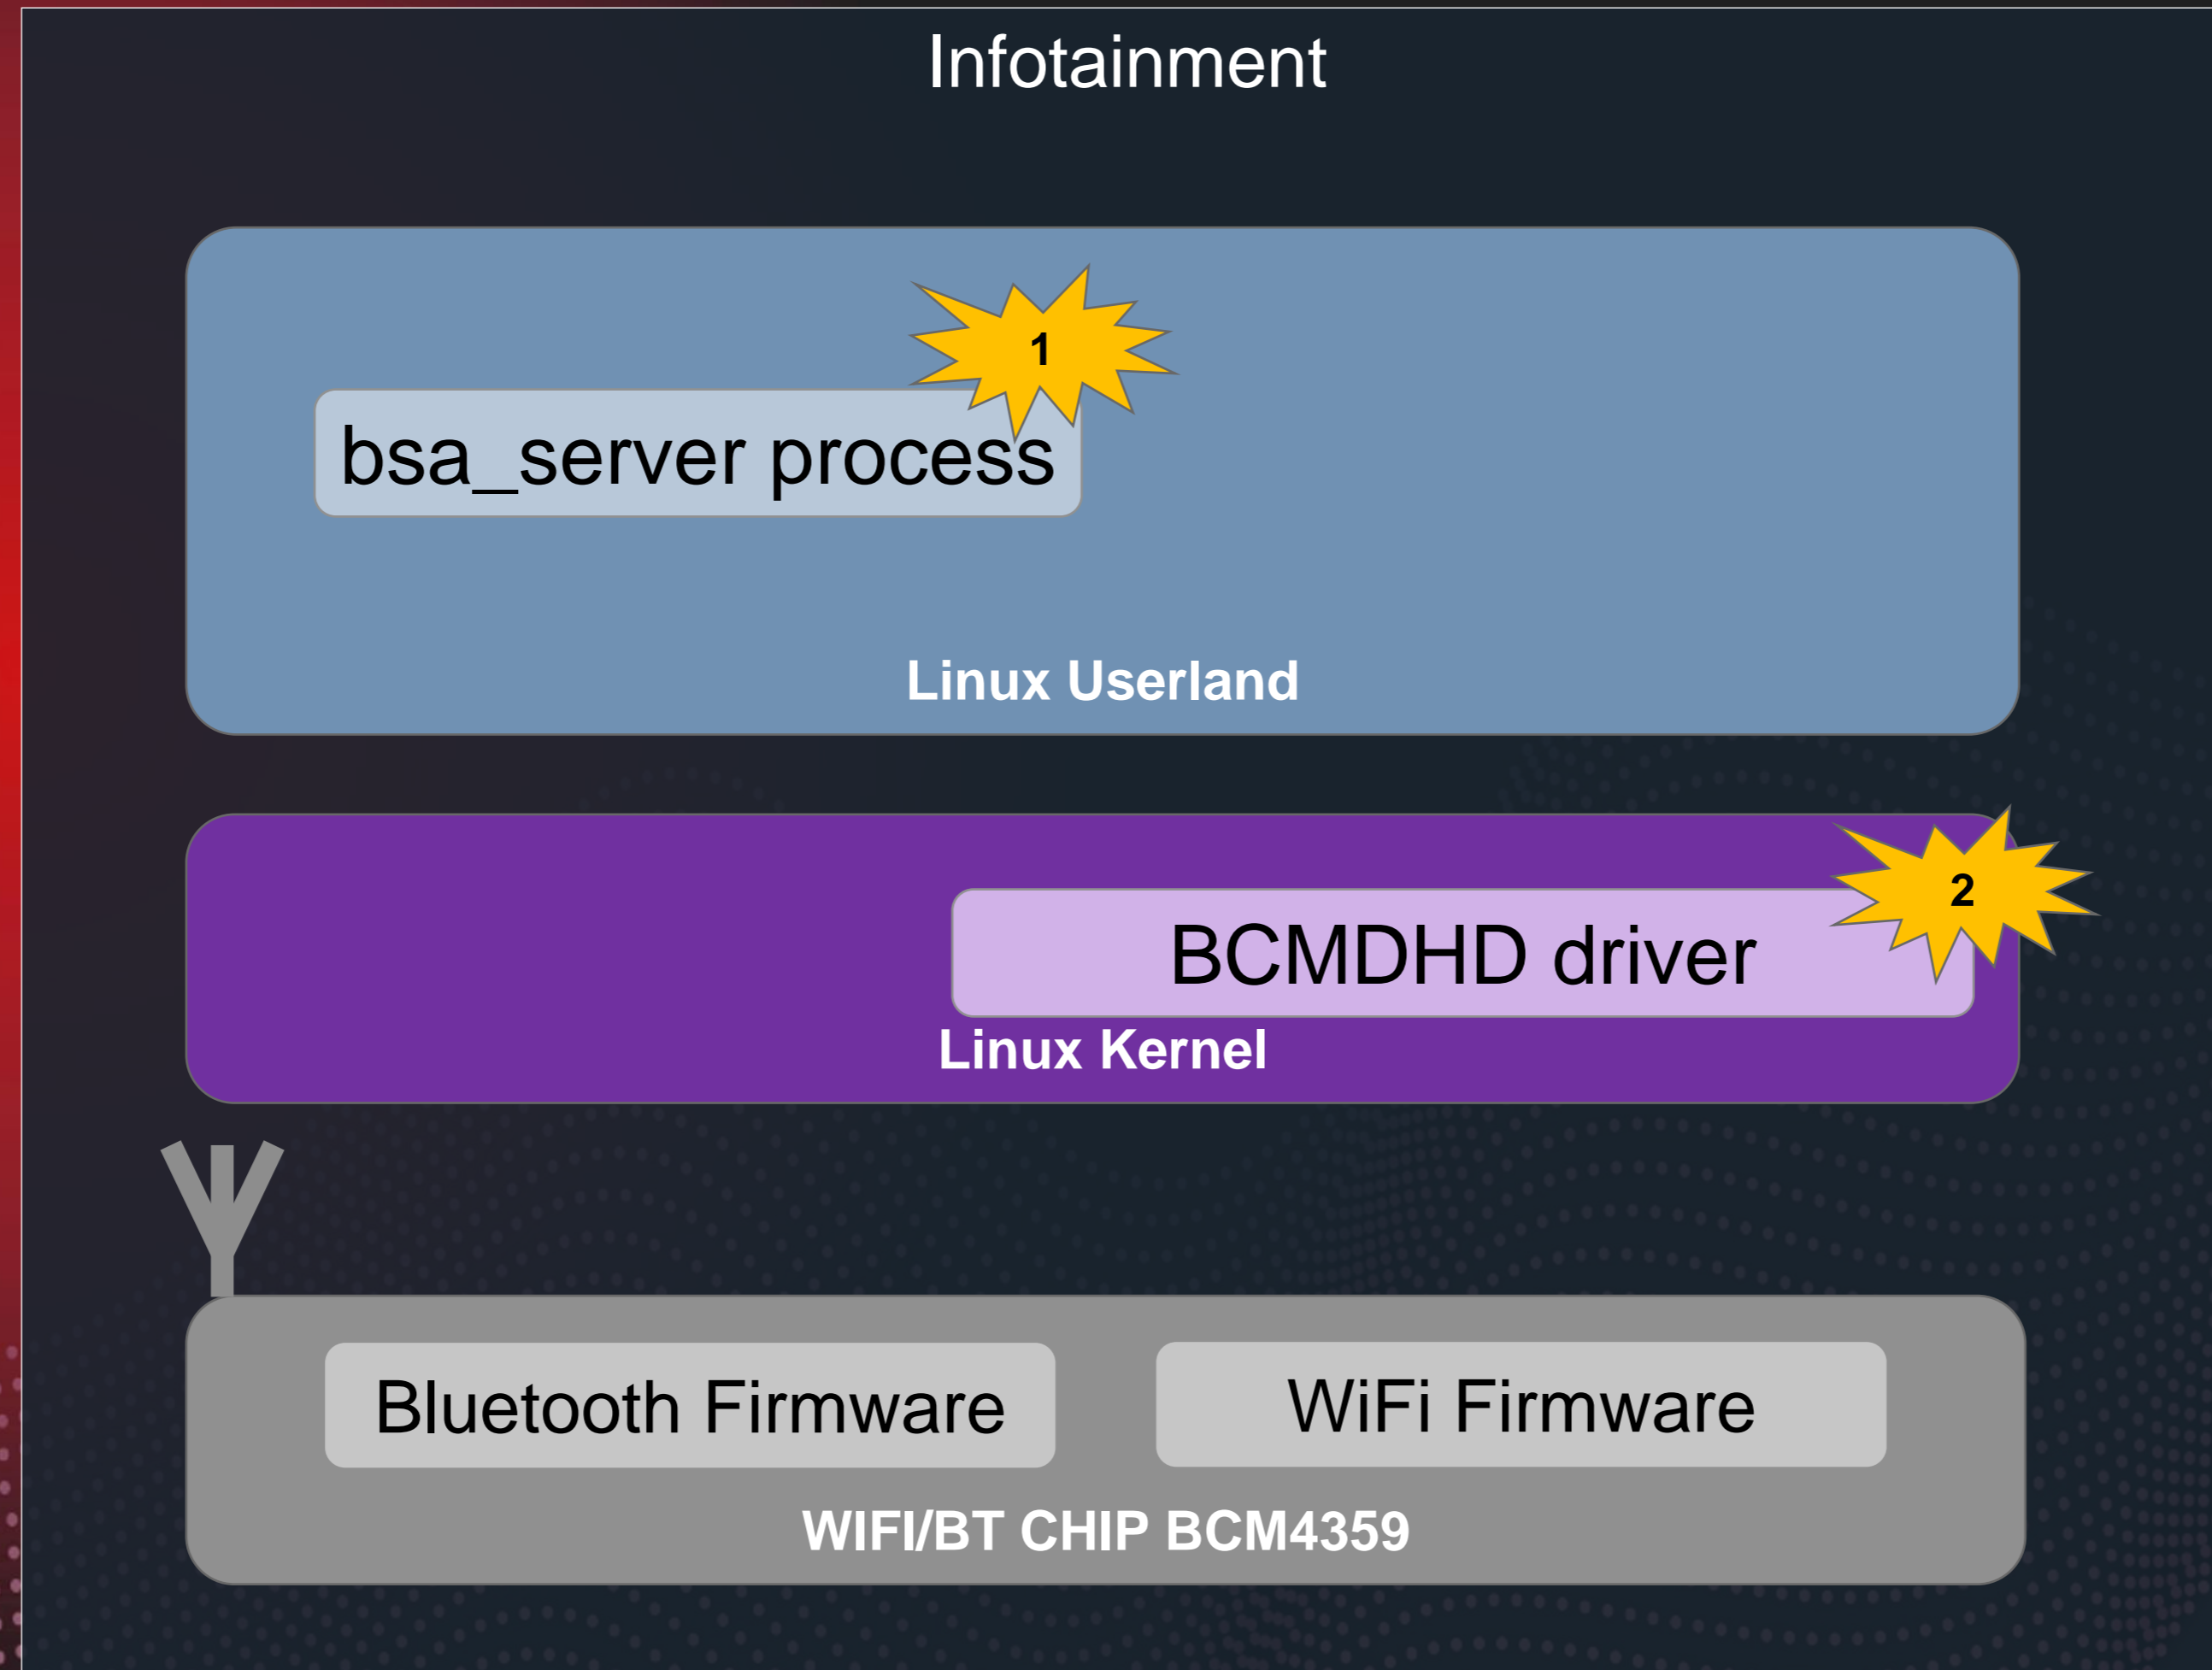 Infotainment
1
bsa_server process
Linux Userland
2
BCMDHD driver
Linux Kernel
Bluetooth Firmware
WiFi Firmware
WIFI/BT CHIP BCM4359